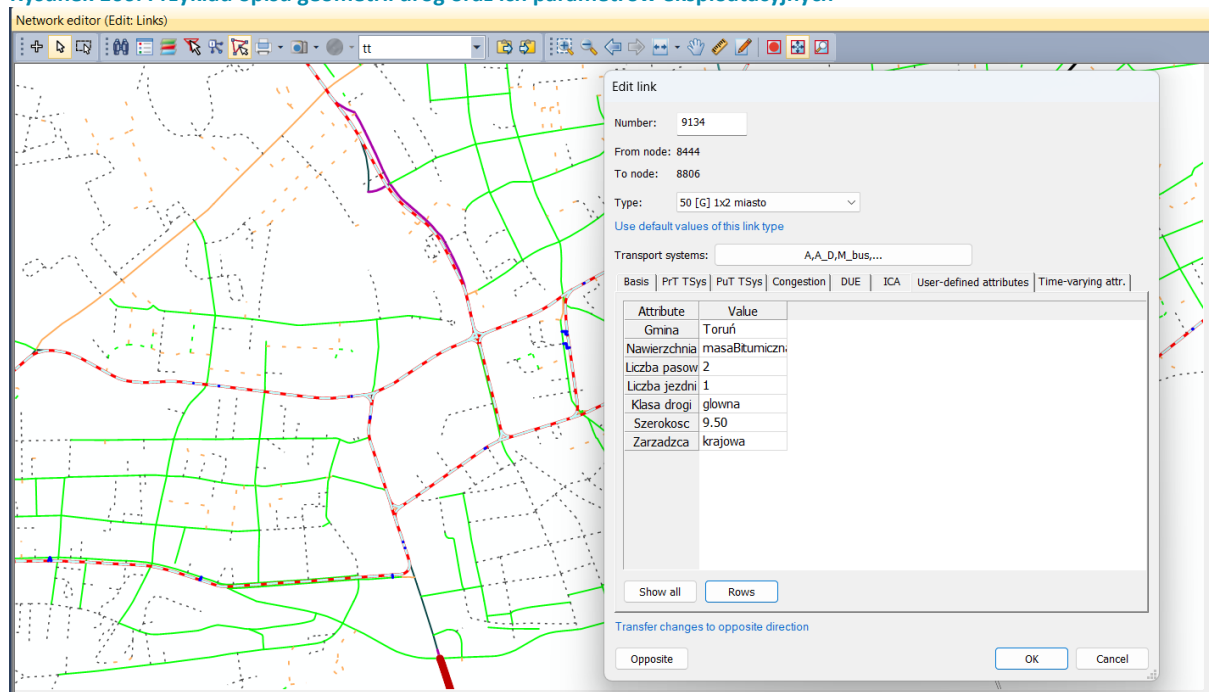 Network editor (Edit: Links)
tt
Edit link
Number: 9134
From node: 8444
To node: 8806
Type: 50 [G] 1x2 miasto
Use default values of this link type
Transport systems: A,A_D,M_bus,...
Basis PrT TSys PuT TSys Congestion DUE ICA User-defined attributes Time-varying attr.
Attribute Value
Gmina Toruń
Nawierzchnia masaBitumiczn
Liczba pasow 2
Liczba jezdni 1
Klasa drogi glowna
Szerokosc 9.50
Zarzadzca krajowa
Show all Rows
Transfer changes to opposite direction
Opposite OK Cancel